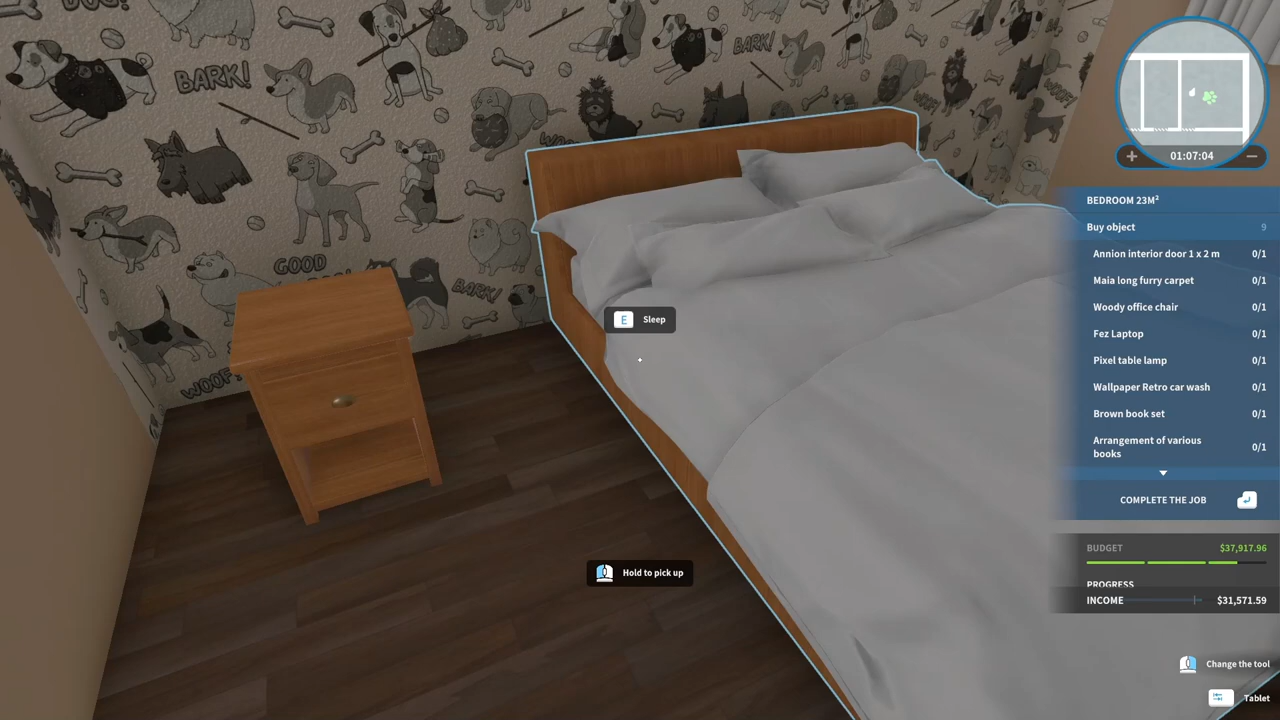 BARK!
BARK!
GOOD
BARK!
WOOF!
E Sleep
Hold to pick up
01:07:04
BEDROOM 23M²
Buy object 9
Annion interior door 1 x 2 m 0/1
Maia long furry carpet 0/1
Woody office chair 0/1
Fez Laptop 0/1
Pixel table lamp 0/1
Wallpaper Retro car wash 0/1
Brown book set 0/1
Arrangement of various
books 0/1
COMPLETE THE JOB
BUDGET $37,917.96
PROGRESS
INCOME $31,571.59
Change the tool
Tablet